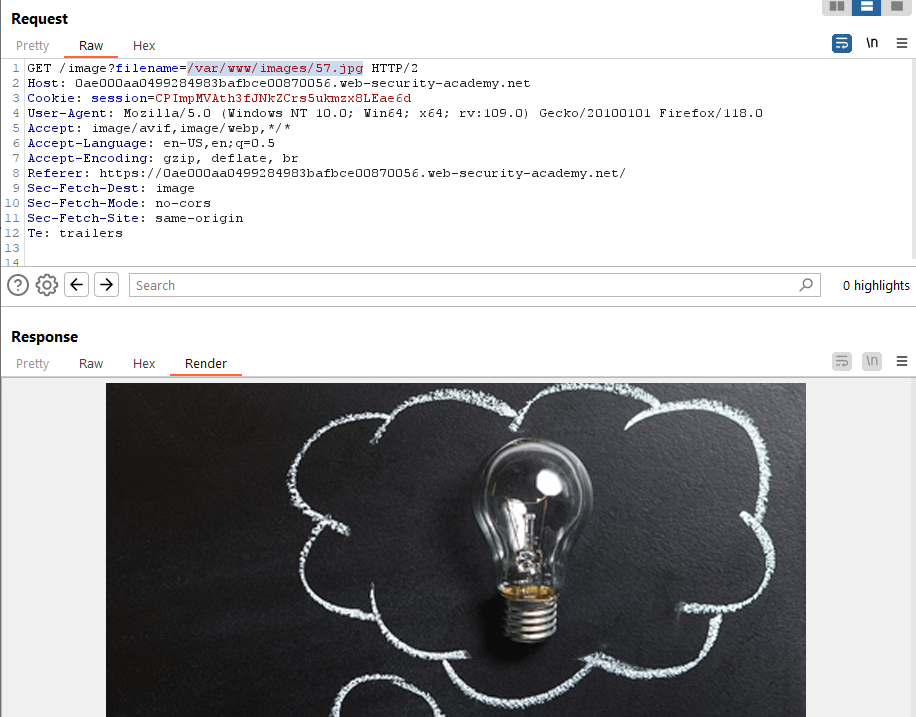 Request
Pretty Raw Hex
\n
1 GET /image?filename=/var/www/images/57.jpg HTTP/2
2 Host: 0ae000aa0499284983bafbce00870056.web-security-academy.net
3 Cookie: session=CPImpMVAth3fJNkZCrs5ukmzx8LEae6d
4 User-Agent: Mozilla/5.0 (Windows NT 10.0; Win64; x64; rv:109.0) Gecko/20100101 Firefox/118.0
5 Accept: image/avif,image/webp,*/*
6 Accept-Language: en-US,en;q=0.5
7 Accept-Encoding: gzip, deflate, br
8 Referer: https://0ae000aa0499284983bafbce00870056.web-security-academy.net/
9 Sec-Fetch-Dest: image
10 Sec-Fetch-Mode: no-cors
11 Sec-Fetch-Site: same-origin
12 Te: trailers
13
14
Search 0 highlights
Response
Pretty Raw Hex Render
\n